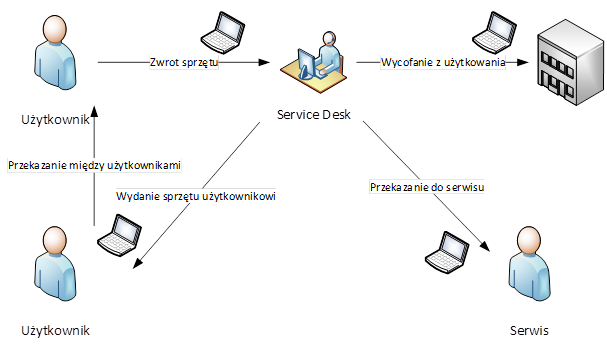 Zwrot sprzętu
Wycofanie z użytkowania
Użytkownik
Service Desk
Przekazanie między użytkownikami
Wydanie sprzętu użytkownikowi
Przekazanie do serwisu
Użytkownik
Serwis